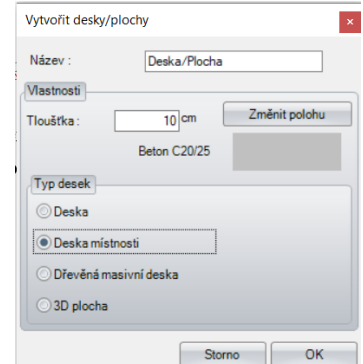 Vytvořit desky/plochy
Název :
Deska/Plocha
Vlastnosti
Tloušťka :
10 cm
Změnit polohu
Beton C20/25
Typ desek
Deska
Deska místnosti
Dřevěná masivní deska
3D plocha
Storno
OK